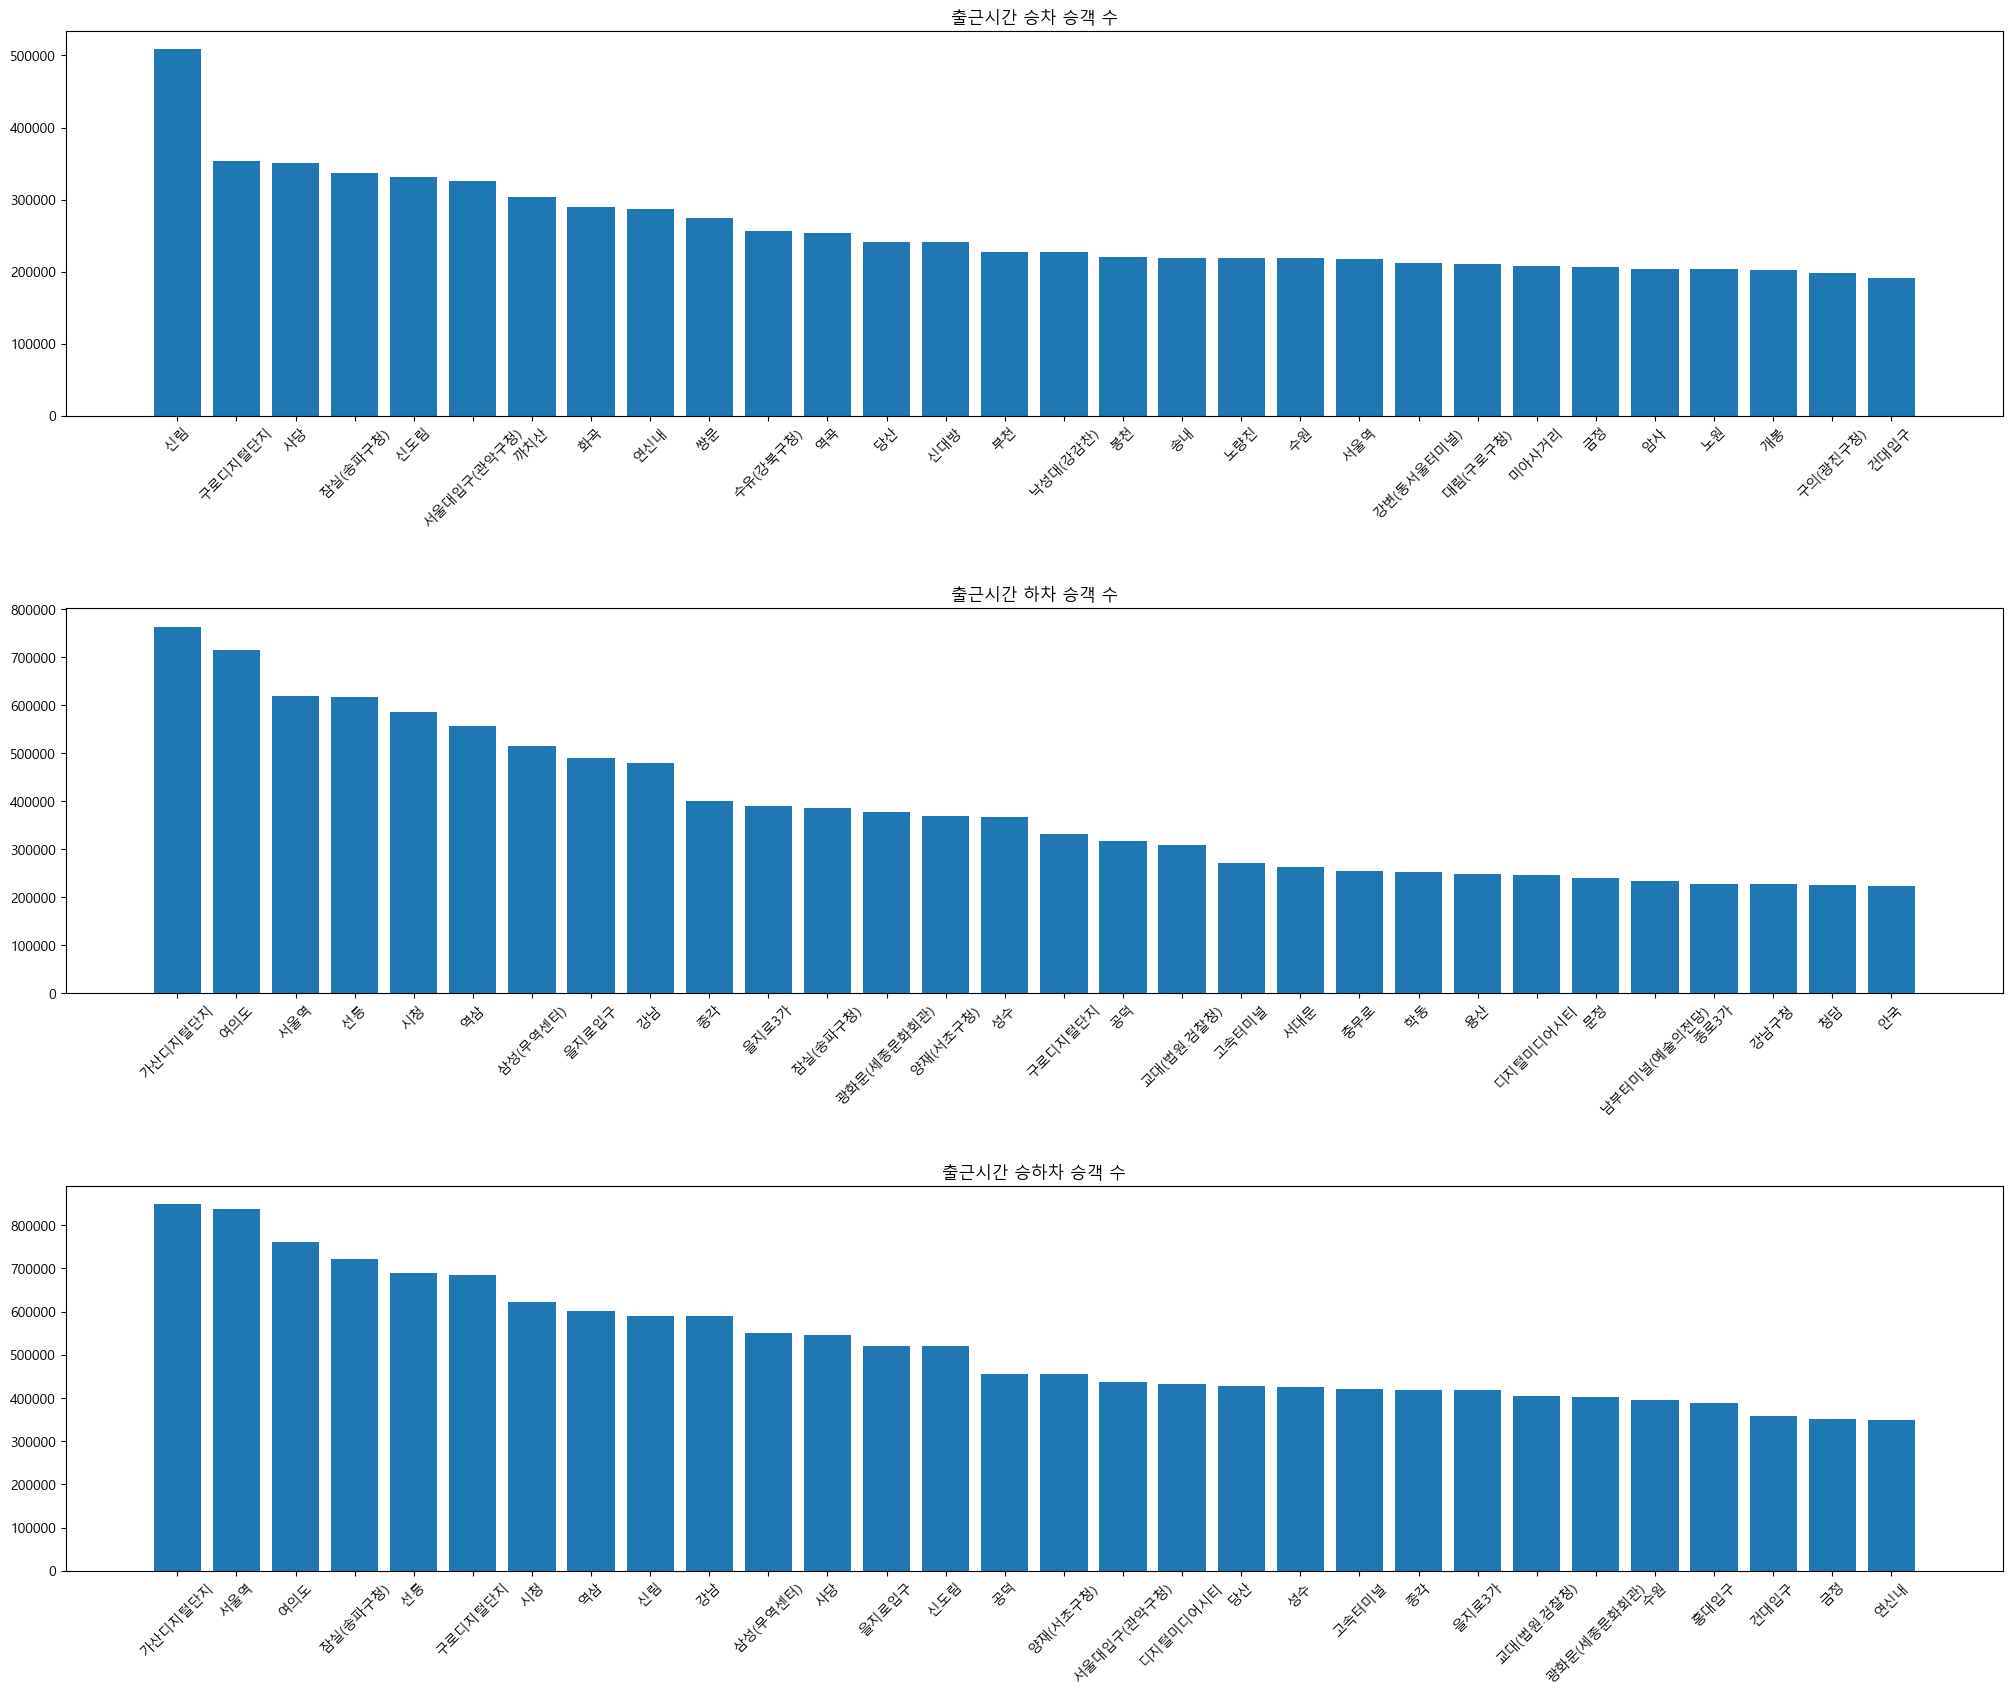 출근시간 승차 승객 수
500000
400000
300000
200000
100000
0
신림
구로디지털단지
사당
잠실(송파구청)
신도림
서울대입구(관악구청)
까치산
화곡
연신내
쌍문
수유(강북구청)
역곡
당산
신대방
부천
낙성대(강감찬)
봉천
송내
노량진
수원
서울역
강변(동서울터미널)
대림(구로구청)
미아사거리
금정
암사
노원
개봉
구의(광진구청)
건대입구
출근시간 하차 승객 수
800000
700000
600000
500000
400000
300000
200000
100000
0
가산디지털단지
여의도
서울역
선릉
시청
역삼
삼성(무역센터)
을지로입구
강남
종각
을지로3가
잠실(송파구청)
광화문(세종문화회관)
양재(서초구청)
성수
구로디지털단지
공덕
교대(법원.검찰청)
고속터미널
서대문
충무로
학동
용산
디지털미디어시티
문정
남부터미널(예술의전당)
종로3가
강남구청
청담
안국
출근시간 승하차 승객 수
800000
700000
600000
500000
400000
300000
200000
100000
0
가산디지털단지
서울역
여의도
잠실(송파구청)
선릉
구로디지털단지
시청
역삼
신림
강남
삼성(무역센터)
사당
을지로입구
신도림
공덕
양재(서초구청)
서울대입구(관악구청)
디지털미디어시티
당산
성수
고속터미널
종각
을지로3가
교대(법원.검찰청)
광화문(세종문화회관)
수원
홍대입구
건대입구
금정
연신내